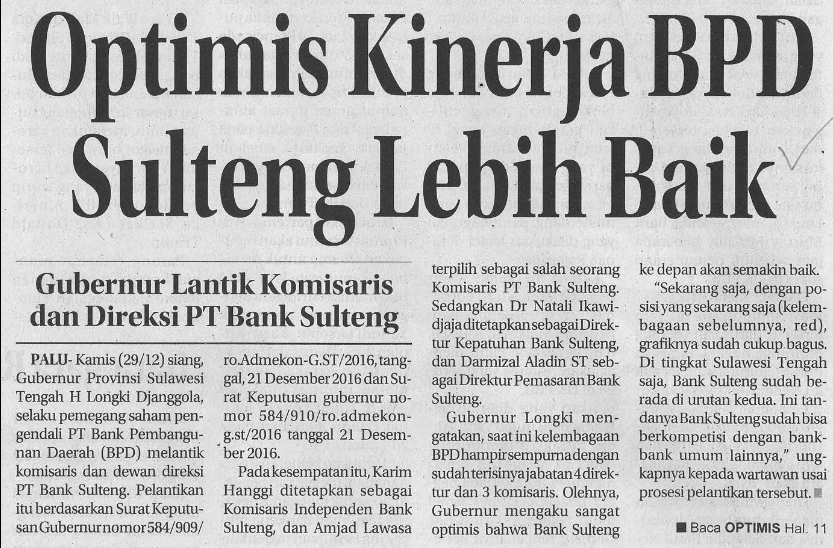 Optimis Kinerja BPD
Sulteng Lebih Baik
Gubernur Lantik Komisaris
dan Direksi PT Bank Sulteng
PALU- Kamis (29/12) siang,
Gubernur Provinsi Sulawesi
Tengah H Longki Djanggola,
selaku pemegang saham pen-
gendali PT Bank Pembangu-
nan Daerah (BPD) melantik
komisaris dan dewan direksi
PT Bank Sulteng. Pelantikan
itu berdasarkan Surat Keputu-
san Gubernur nomor 584/909/
ro.Admekon-G.ST/2016, tang-
gal, 21 Desember 2016 dan Su-
rat Keputusan gubernur no-
mor 584/910/ro.admekon-
g.st/2016 tanggal 21 Desem-
ber 2016.
Pada kesempatan itu, Karim
Hanggi ditetapkan sebagai
Komisaris Independen Bank
Sulteng, dan Amjad Lawasa
terpilih sebagai salah seorang
Komisaris PT Bank Sulteng.
Sedangkan Dr Natali Ikawi-
djaja ditetapkan sebagai Direk-
tur Kepatuhan Bank Sulteng,
dan Darmizal Aladin ST seb-
agai Direktur Pemasaran Bank
Sulteng.
Gubernur Longki men-
gatakan, saat ini kelembagaan
BPD hampir sempurna dengan
sudah terisinya jabatan 4 direk-
tur dan 3 komisaris. Olehnya,
Gubernur mengaku sangat
optimis bahwa Bank Sulteng
ke depan akan semakin baik.
"Sekarang saja, dengan po-
sisi yang sekarang saja (kelem-
bagaan sebelumnya, red),
grafiknya sudah cukup bagus.
Di tingkat Sulawesi Tengah
saja, Bank Sulteng sudah be-
rada di urutan kedua. Ini tan-
danya Bank Sulteng sudah bisa
berkompetisi dengan bank-
bank umum lainnya," ung-
kapnya kepada wartawan usai
prosesi pelantikan tersebut.
Baca OPTIMIS Hal. 11